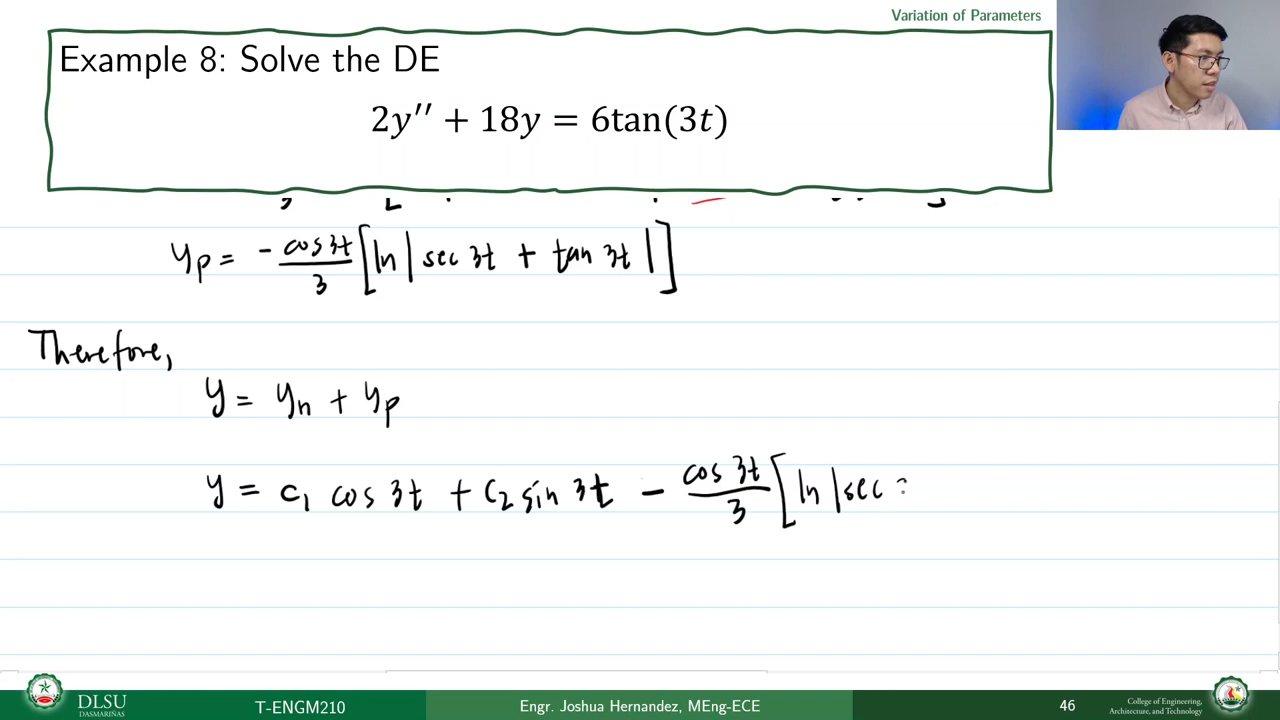 Variation of Parameters
Example 8: Solve the DE
2y′′ + 18y = 6tan(3t)
yp = - cos 3t/3 [ln | sec 3t + tan 3t |]
Therefore,
y = yh + yp
y = c1 cos 3t + c2 sin 3t - cos 3t/3 [ln |sec
DLSU
DASMARIÑAS
T-ENGM210
Engr. Joshua Hernandez, MEng-ECE
46
College of Engineering,
Architecture, and Technology